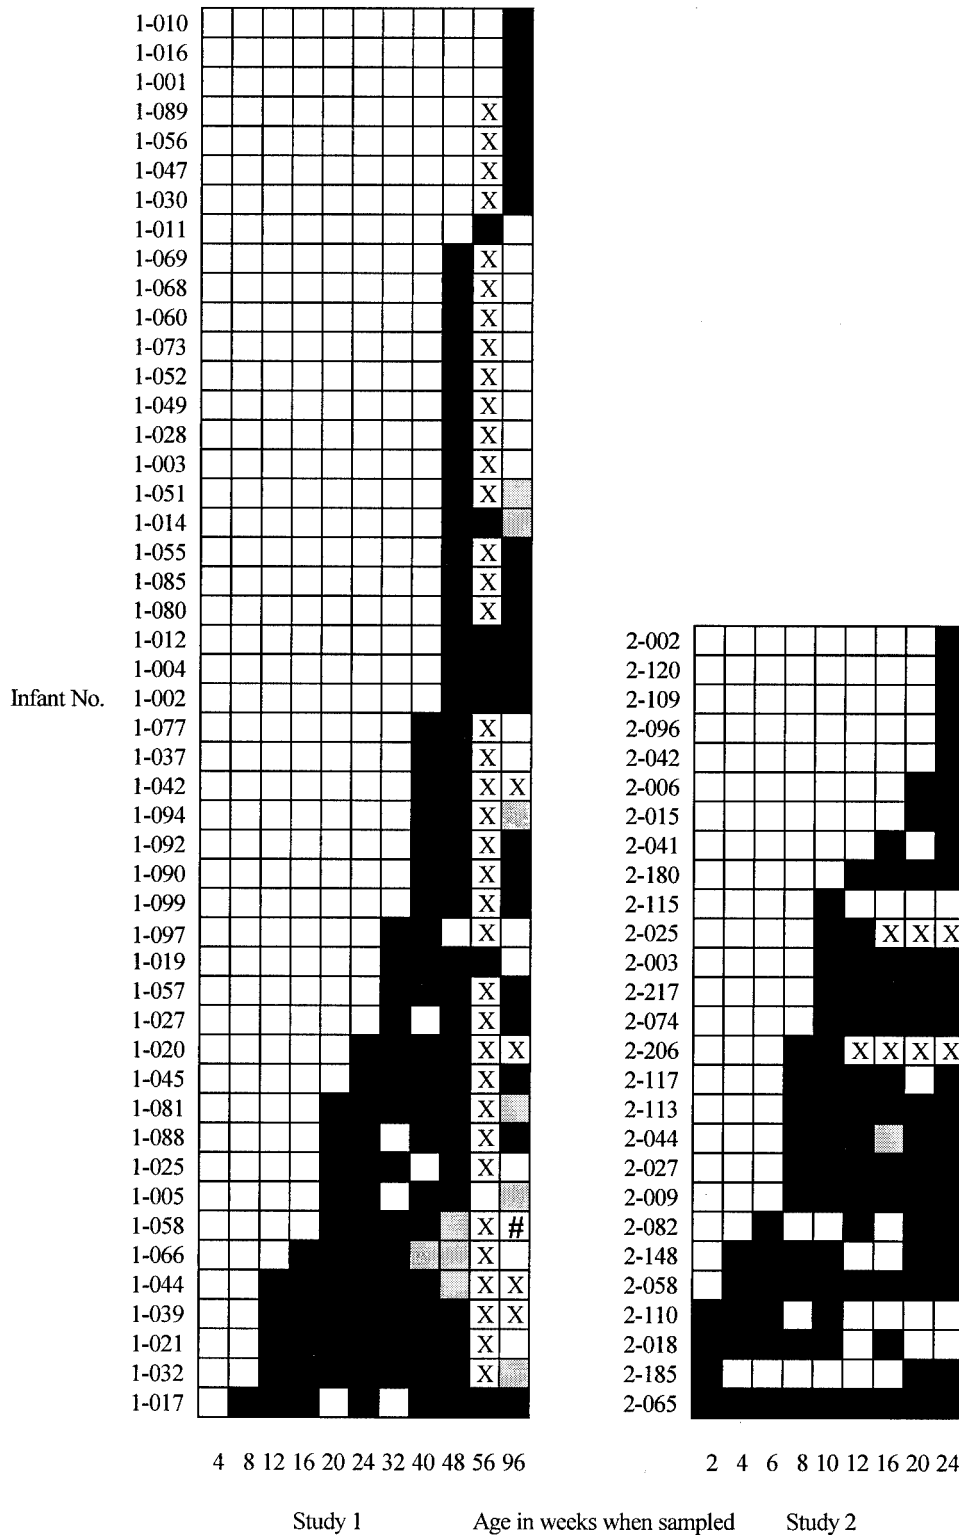 1-010
1-016
1-001
1-089 X
1-056 X
1-047 X
1-030 X
1-011
1-069 X
1-068 X
1-060 X
1-073 X
1-052 X
1-049 X
1-028 X
1-003 X
1-051 X
1-014
1-055 X
1-085 X
1-080 X
1-012
1-004
Infant No. 1-002
1-077 X
1-037 X
1-042 X X
1-094 X
1-092 X
1-090 X
1-099 X
1-097 X
1-019
1-057 X
1-027 X
1-020 X X
1-045 X
1-081 X
1-088 X
1-025 X
1-005
1-058 X #
1-066 X
1-044 X X
1-039 X X
1-021 X
1-032 X
1-017
4 8 12 16 20 24 32 40 48 56 96
Study 1
2-002
2-120
2-109
2-096
2-042
2-006
2-015
2-041
2-180
2-115
2-025 X X X
2-003
2-217
2-074
2-206 X X X X
2-117
2-113
2-044
2-027
2-009
2-082
2-148
2-058
2-110
2-018
2-185
2-065
2 4 6 8 10 12 16 20 24
Study 2
Age in weeks when sampled